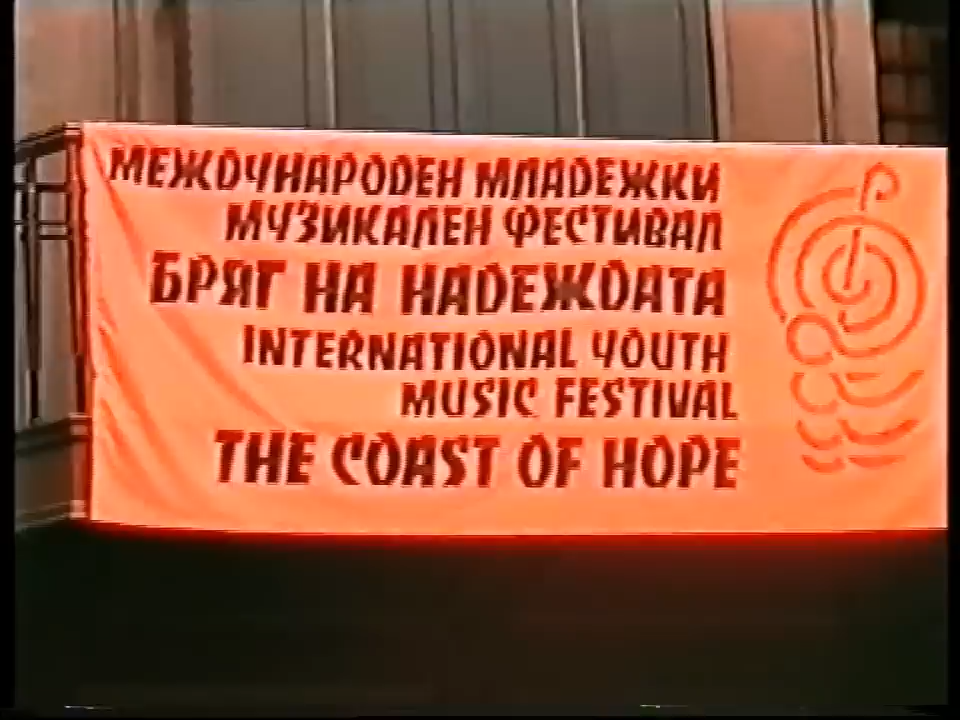 МЕЖДУНАРОДЕН МЛАДЕЖКИ
МУЗИКАЛЕН ФЕСТИВАЛ
БРЯГ НА НАДЕЖДАТА
INTERNATIONAL YOUTH
MUSIC FESTIVAL
THE COAST OF HOPE